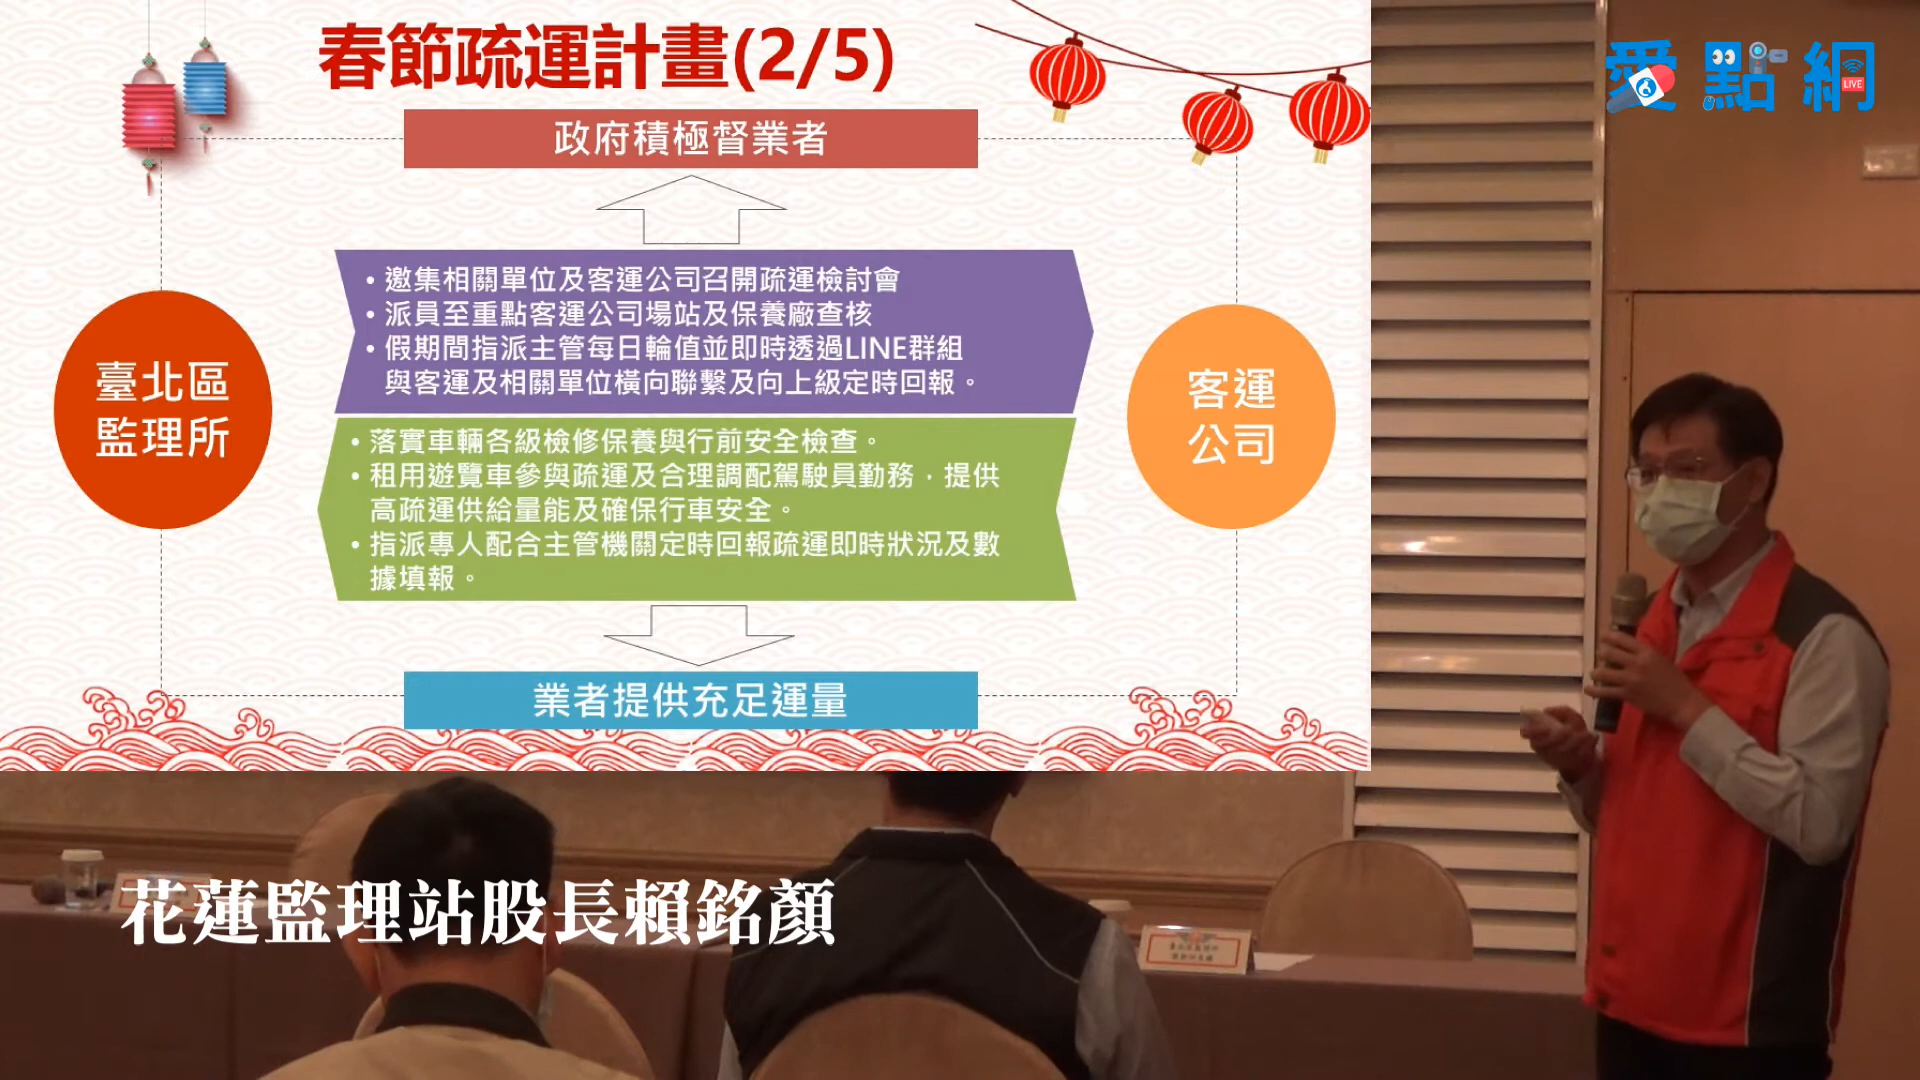 春節疏運計畫(2/5)
愛點網
LIVE
政府積極督業者
• 邀集相關單位及客運公司召開疏運檢討會
• 派員至重點客運公司場站及保養廠查核
• 假期間指派主管每日輪值並即時透過LINE群組
與客運及相關單位橫向聯繫及向上級定時回報。
臺北區
監理所
客運
公司
• 落實車輛各級檢修保養與行前安全檢查。
• 租用遊覽車參與疏運及合理調配駕駛員勤務，提供
高疏運供給量能及確保行車安全。
• 指派專人配合主管機關定時回報疏運即時狀況及數
據填報。
業者提供充足運量
花蓮監理站股長賴銘顏